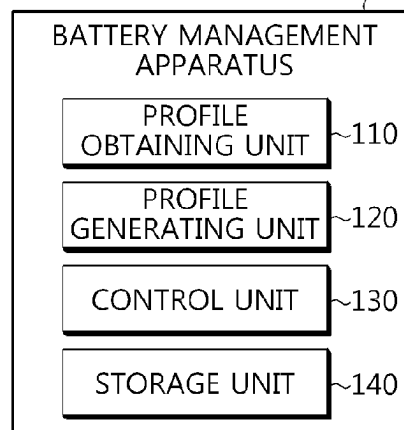 BATTERY MANAGEMENT
APPARATUS
PROFILE
OBTAINING UNIT
110
PROFILE
GENERATING UNIT
120
CONTROL UNIT
130
STORAGE UNIT
140